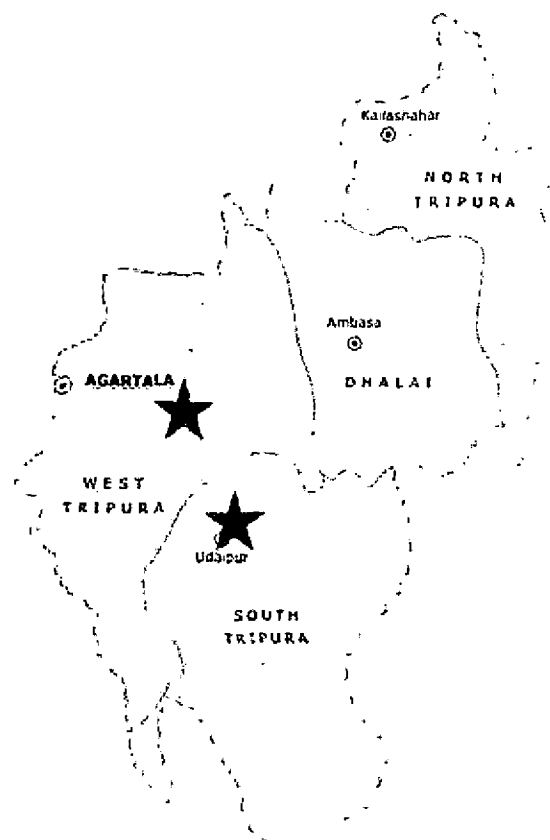 Kailasnahar
NORTH
TRIPURA
Ambasa
DHALAI
AGARTALA
WEST
TRIPURA
Udaipur
SOUTH
TRIPURA